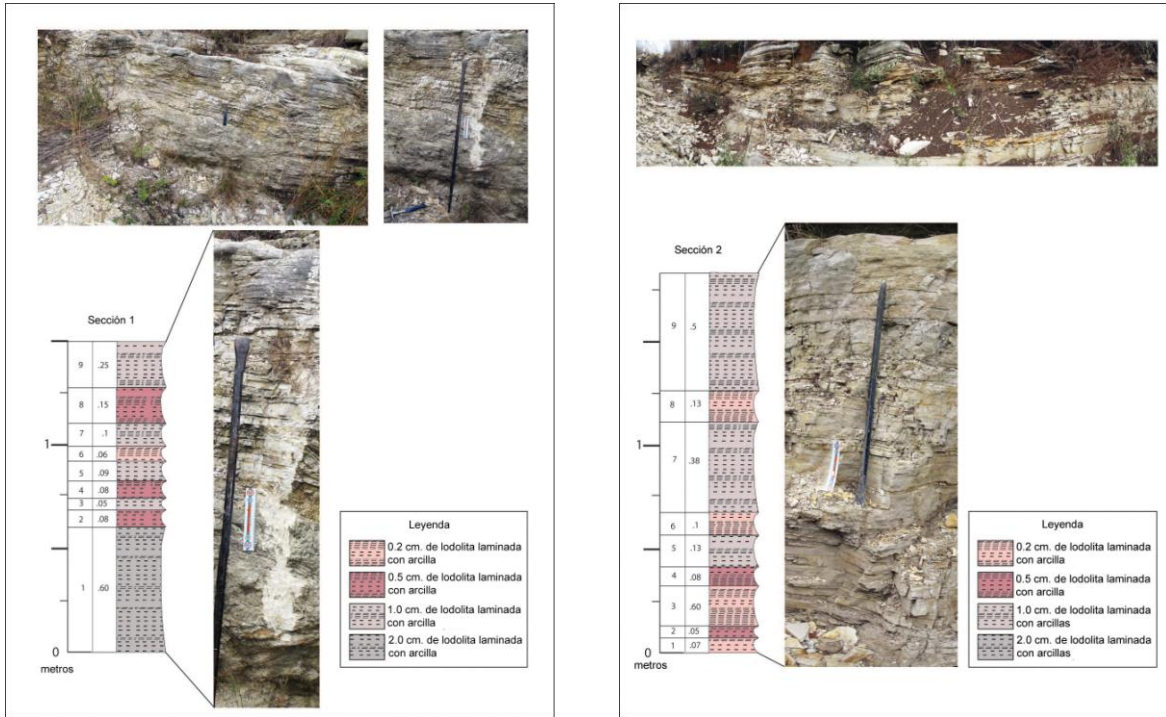 Sección 1
9 .25
8 .15
7 .1
1
6 .06
5 .09
4 .08
3 .05
2 .08
1 .60
0
metros
Leyenda
0.2 cm. de lodolita laminada
con arcilla
0.5 cm. de lodolita laminada
con arcilla
1.0 cm. de lodolita laminada
con arcilla
2.0 cm. de lodolita laminada
con arcilla
Sección 2
9 .5
8 .13
1
7 .38
6 .1
5 .13
4 .08
3 .60
2 .05
1 .07
0
metros
Leyenda
0.2 cm. de lodolita laminada
con arcilla
0.5 cm. de lodolita laminada
con arcilla
1.0 cm. de lodolita laminada
con arcillas
2.0 cm. de lodolita laminada
con arcillas